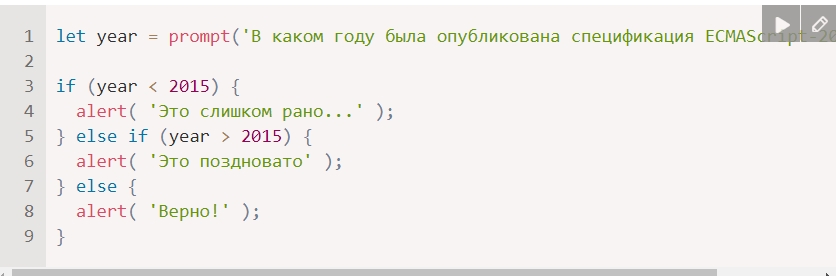 1 let year = prompt('В каком году была опубликована спецификация ECMAScript-20
2
3 if (year < 2015) {
4 alert( 'Это слишком рано...' );
5 } else if (year > 2015) {
6 alert( 'Это поздновато' );
7 } else {
8 alert( 'Верно!' );
9 }